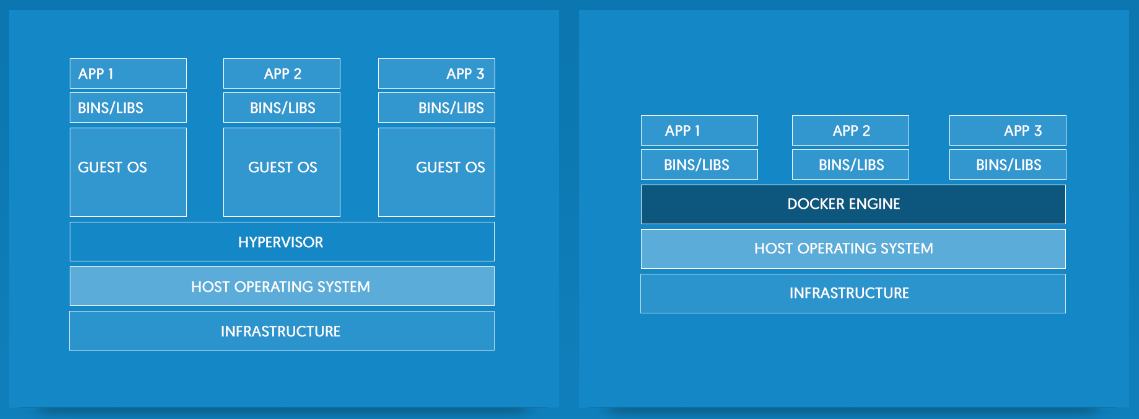 APP 1
APP 2
APP 3
BINS/LIBS
BINS/LIBS
BINS/LIBS
GUEST OS
GUEST OS
GUEST OS
HYPERVISOR
HOST OPERATING SYSTEM
INFRASTRUCTURE
APP 1
APP 2
APP 3
BINS/LIBS
BINS/LIBS
BINS/LIBS
DOCKER ENGINE
HOST OPERATING SYSTEM
INFRASTRUCTURE